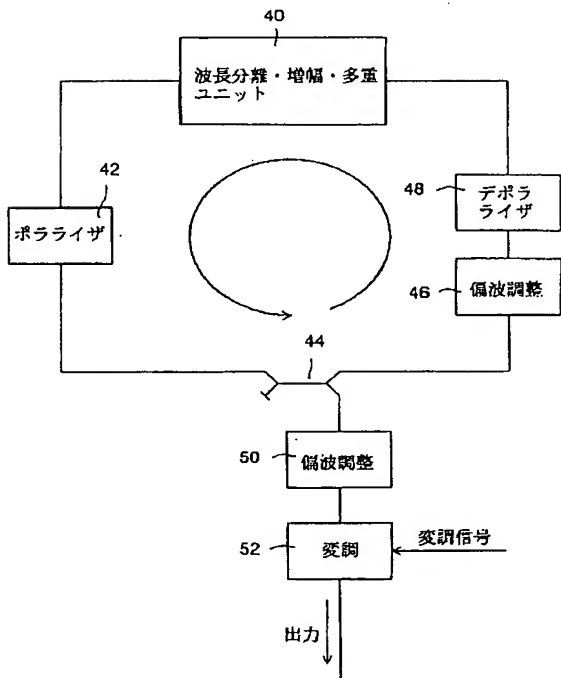 40
波長分離・増幅・多重
ユニット
42
ポラライザ
48
デポラ
ライザ
46
偏波調整
44
50
偏波調整
52
変調
変調信号
出力